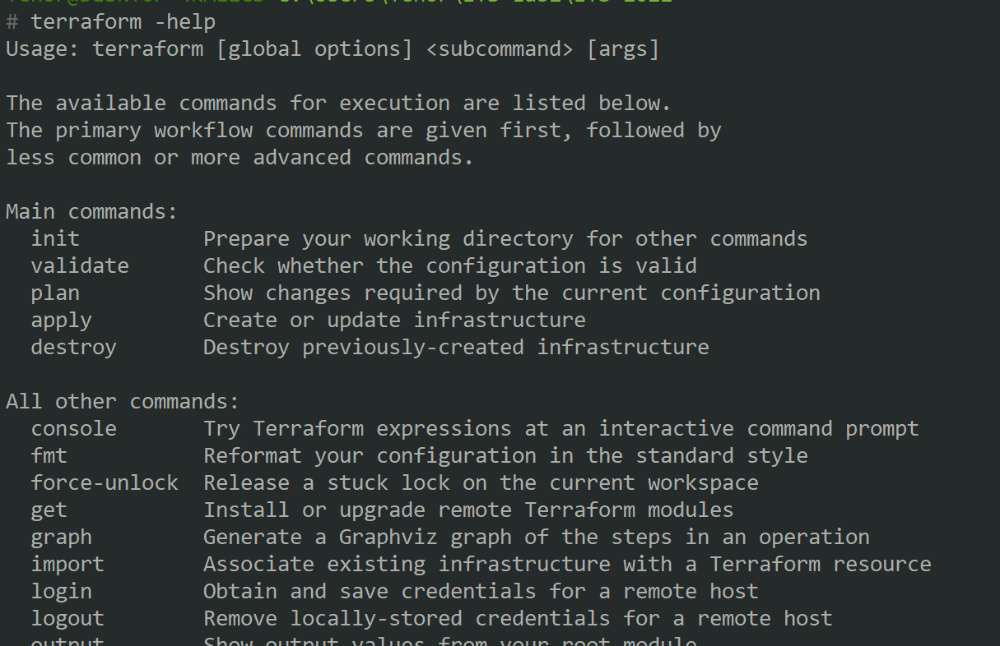 # terraform -help
Usage: terraform [global options] <subcommand> [args]
The available commands for execution are listed below.
The primary workflow commands are given first, followed by
less common or more advanced commands.
Main commands:
  init          Prepare your working directory for other commands
  validate      Check whether the configuration is valid
  plan          Show changes required by the current configuration
  apply         Create or update infrastructure
  destroy       Destroy previously-created infrastructure
All other commands:
  console       Try Terraform expressions at an interactive command prompt
  fmt           Reformat your configuration in the standard style
  force-unlock  Release a stuck lock on the current workspace
  get           Install or upgrade remote Terraform modules
  graph         Generate a Graphviz graph of the steps in an operation
  import        Associate existing infrastructure with a Terraform resource
  login         Obtain and save credentials for a remote host
  logout        Remove locally-stored credentials for a remote host
  output        Show output values from your root module